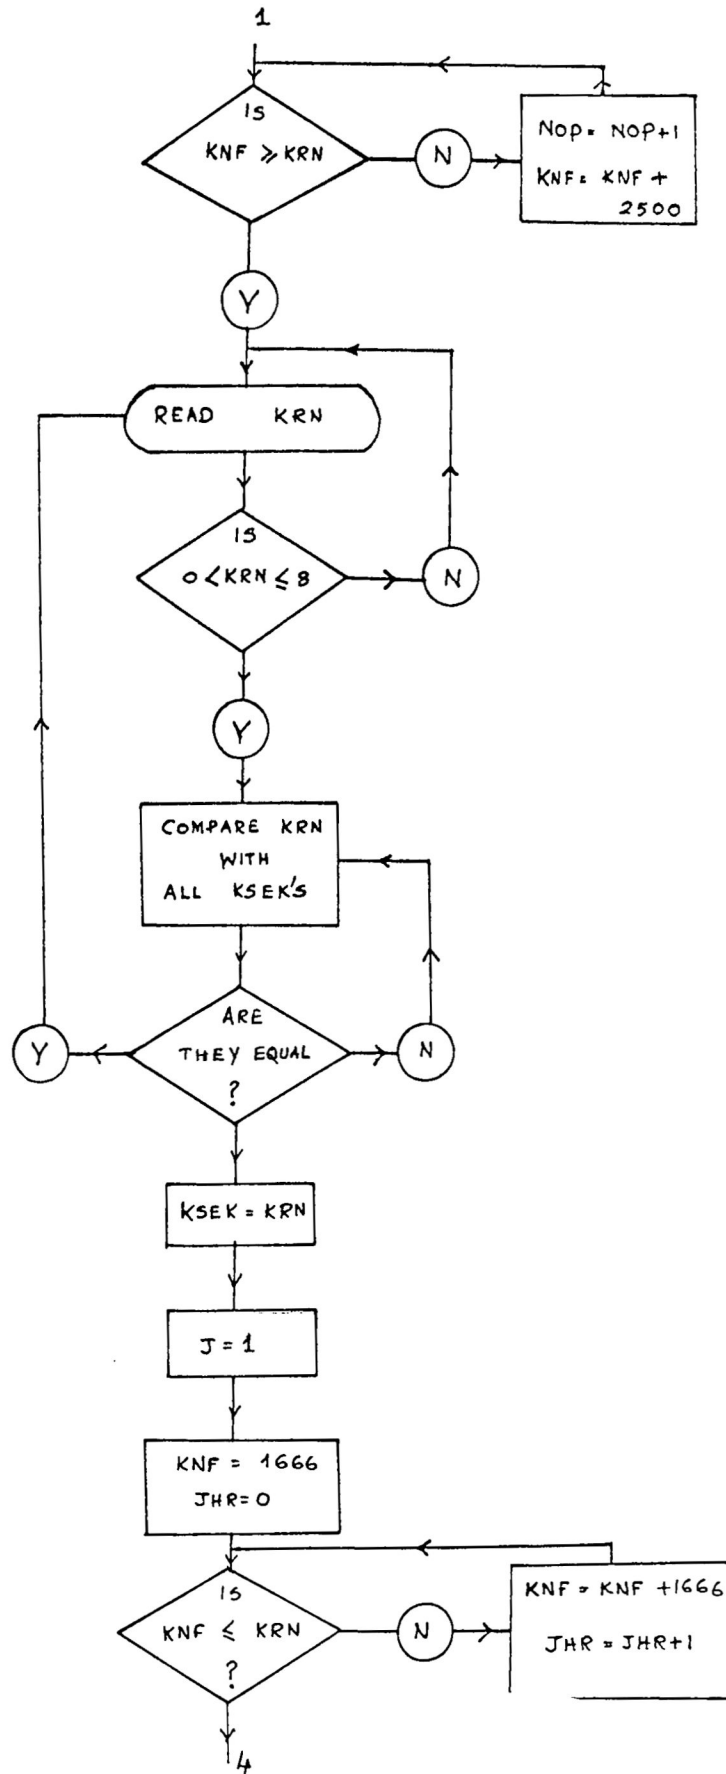 1
IS
KNF ⩾ KRN
N
NOP = NOP+1
KNF = KNF +
2500
Y
READ KRN
IS
0 < KRN ≤ 8
N
Y
COMPARE KRN
WITH
ALL KSEK'S
ARE
THEY EQUAL
?
Y
N
KSEK = KRN
J = 1
KNF = 1666
JHR = 0
IS
KNF ≤ KRN
?
N
KNF = KNF +1666
JHR = JHR+1
4